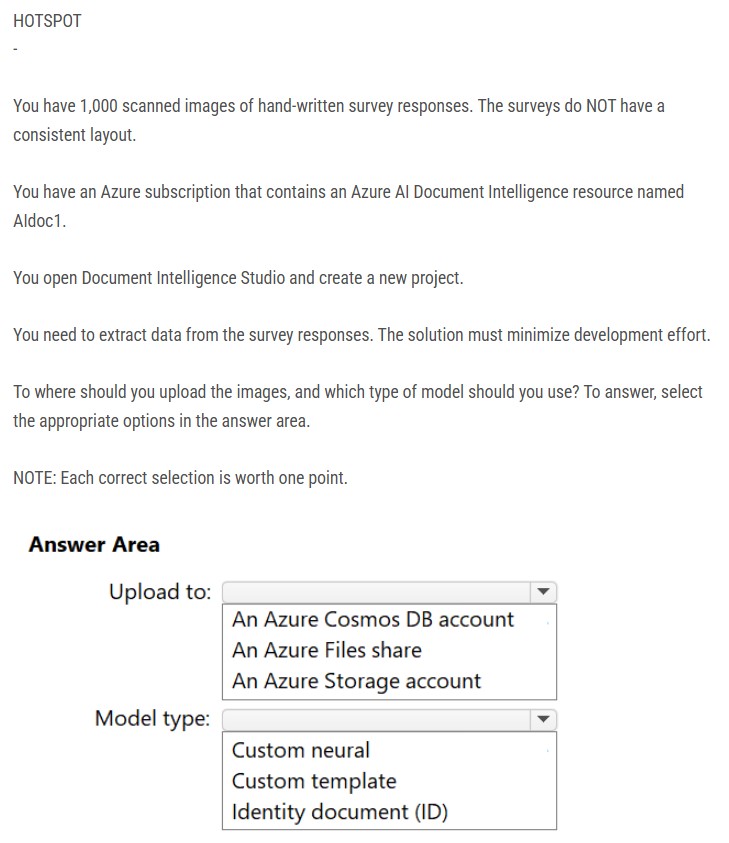 HOTSPOT
-
You have 1,000 scanned images of hand-written survey responses. The surveys do NOT have a
consistent layout.
You have an Azure subscription that contains an Azure AI Document Intelligence resource named
AIdoc1.
You open Document Intelligence Studio and create a new project.
You need to extract data from the survey responses. The solution must minimize development effort.
To where should you upload the images, and which type of model should you use? To answer, select
the appropriate options in the answer area.
NOTE: Each correct selection is worth one point.
Answer Area
Upload to:
An Azure Cosmos DB account
An Azure Files share
An Azure Storage account
Model type:
Custom neural
Custom template
Identity document (ID)